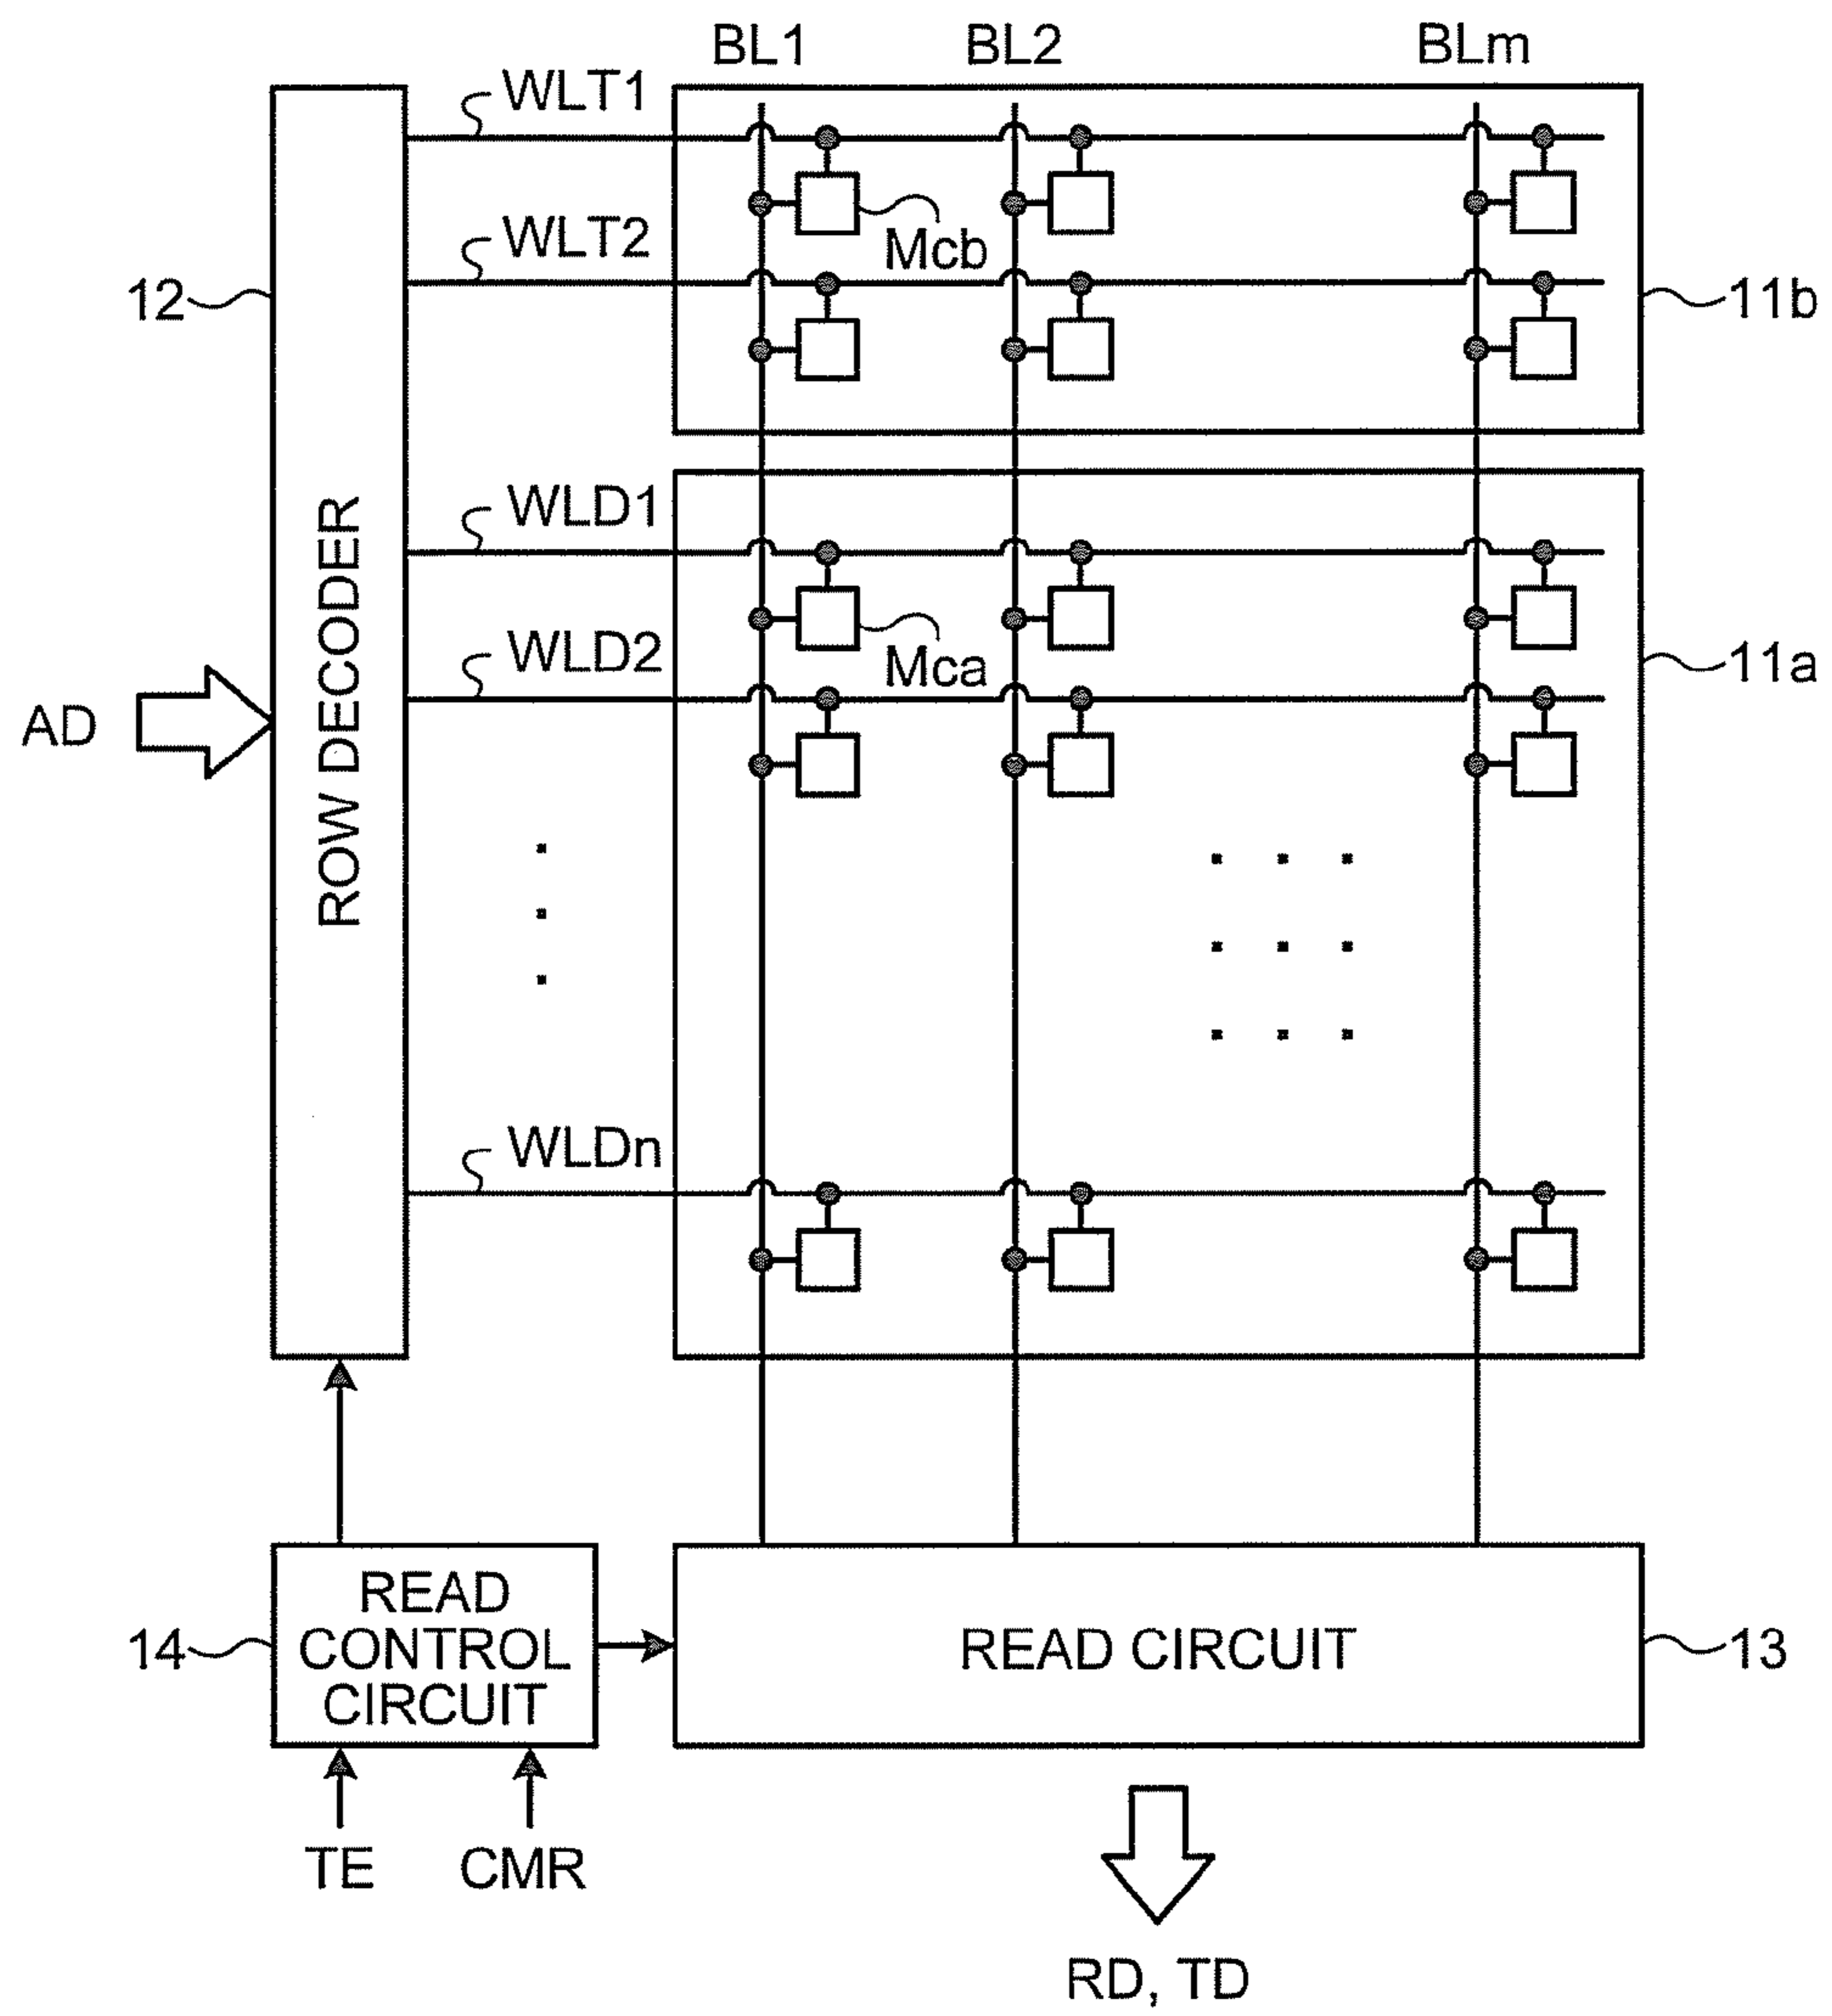 BL1 BL2 BLm
WLT1
Mcb
WLT2
12
11b
WLD1
Mca
WLD2
11a
AD
ROW DECODER
WLDn
14
READ
CONTROL
CIRCUIT
READ CIRCUIT
13
TE CMR
RD, TD